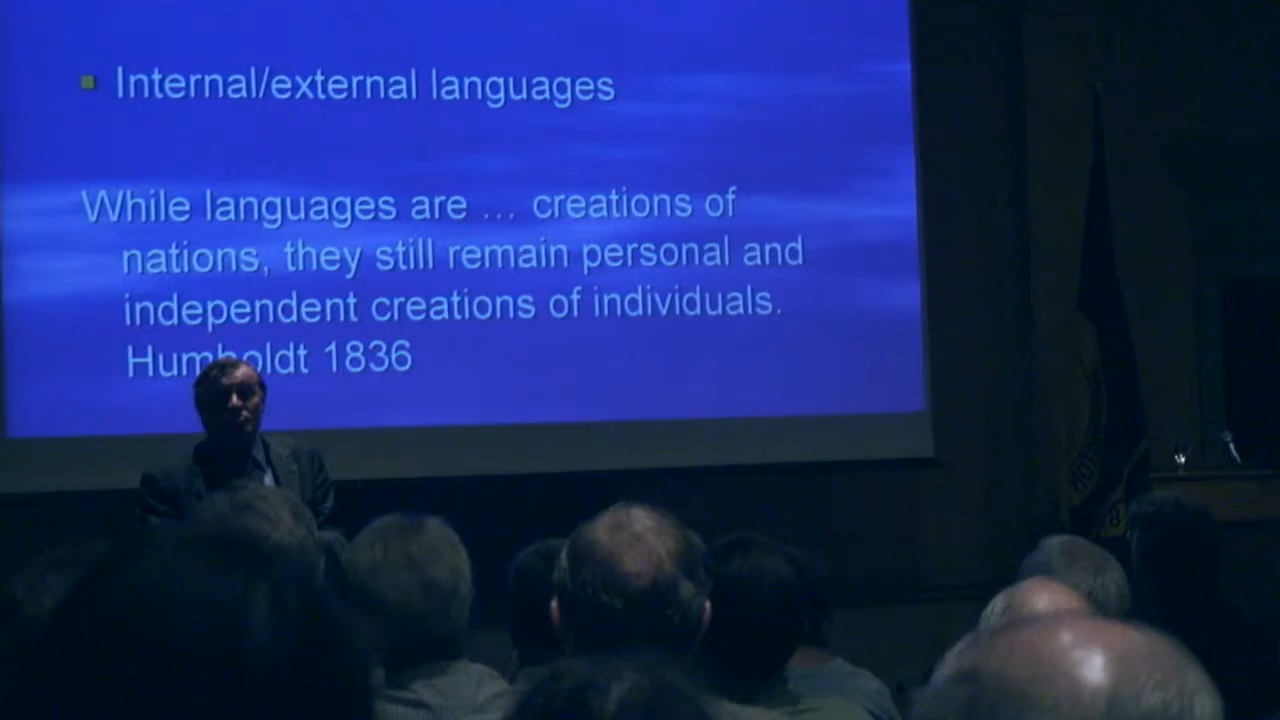 Internal/external languages
While languages are ... creations of
nations, they still remain personal and
independent creations of individuals.
Humboldt 1836